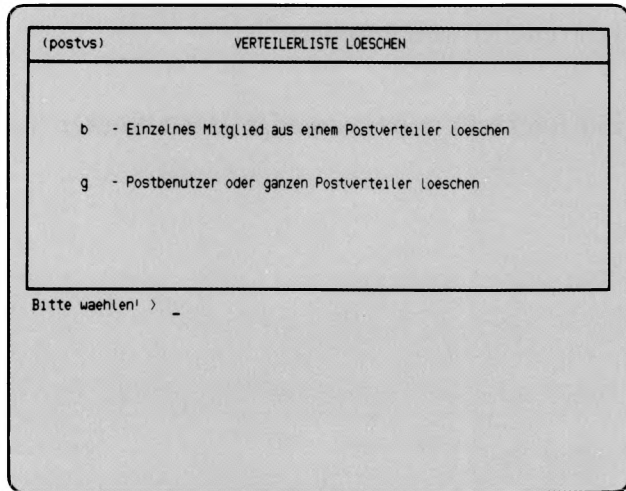 (postvs) VERTEILERLISTE LOESCHEN
b - Einzelnes Mitglied aus einem Postverteiler loeschen
g - Postbenutzer oder ganzen Postverteiler loeschen
Bitte waehlen! > _